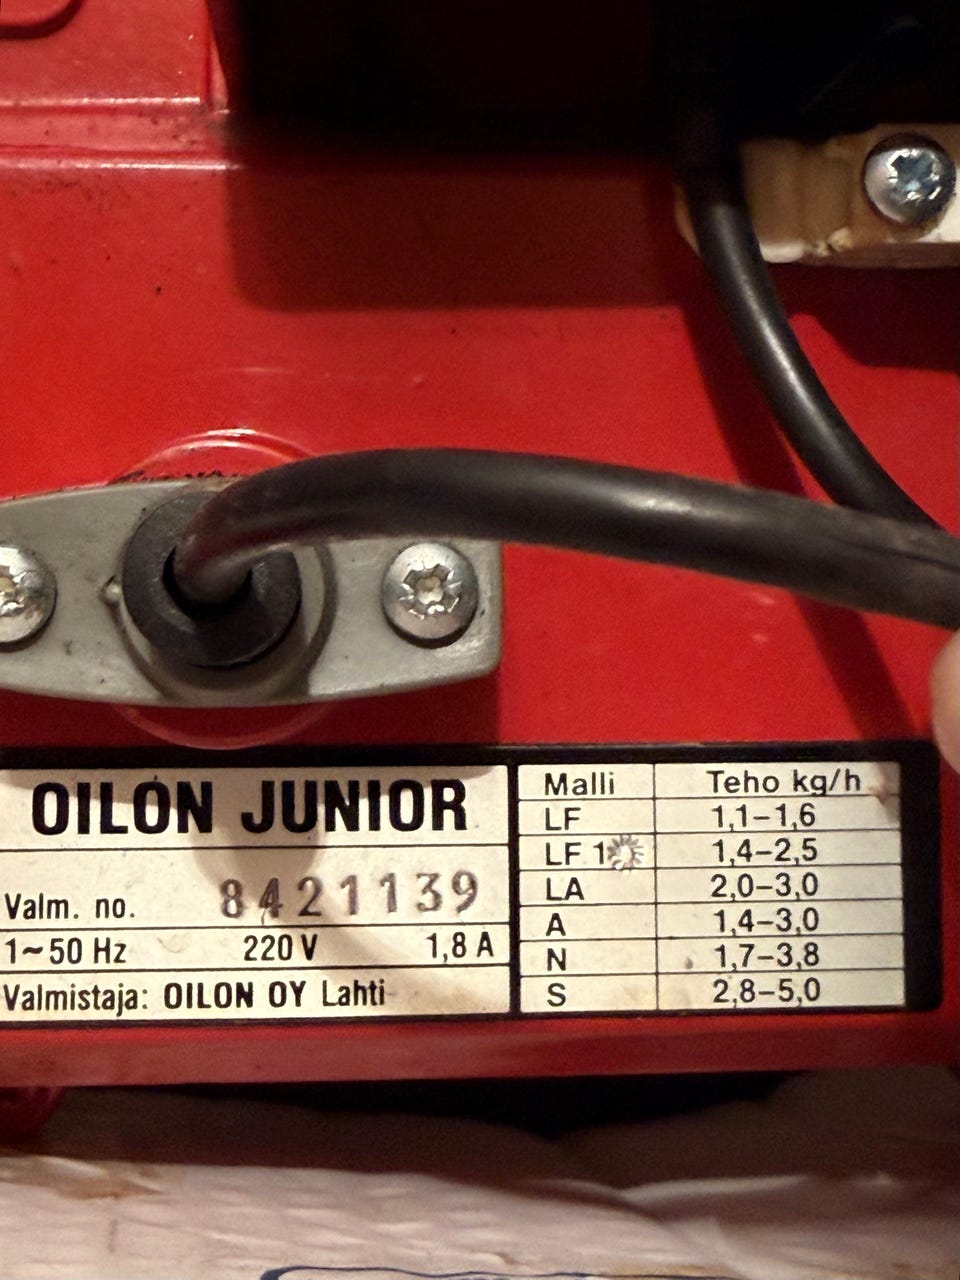 OILON JUNIOR
Valm. no. 8421139
1~50 Hz 220 V 1,8 A
Valmistaja: OILON OY Lahti
Malli Teho kg/h
LF 1,1–1,6
LF 1 1,4–2,5
LA 2,0–3,0
A 1,4–3,0
N 1,7–3,8
S 2,8–5,0